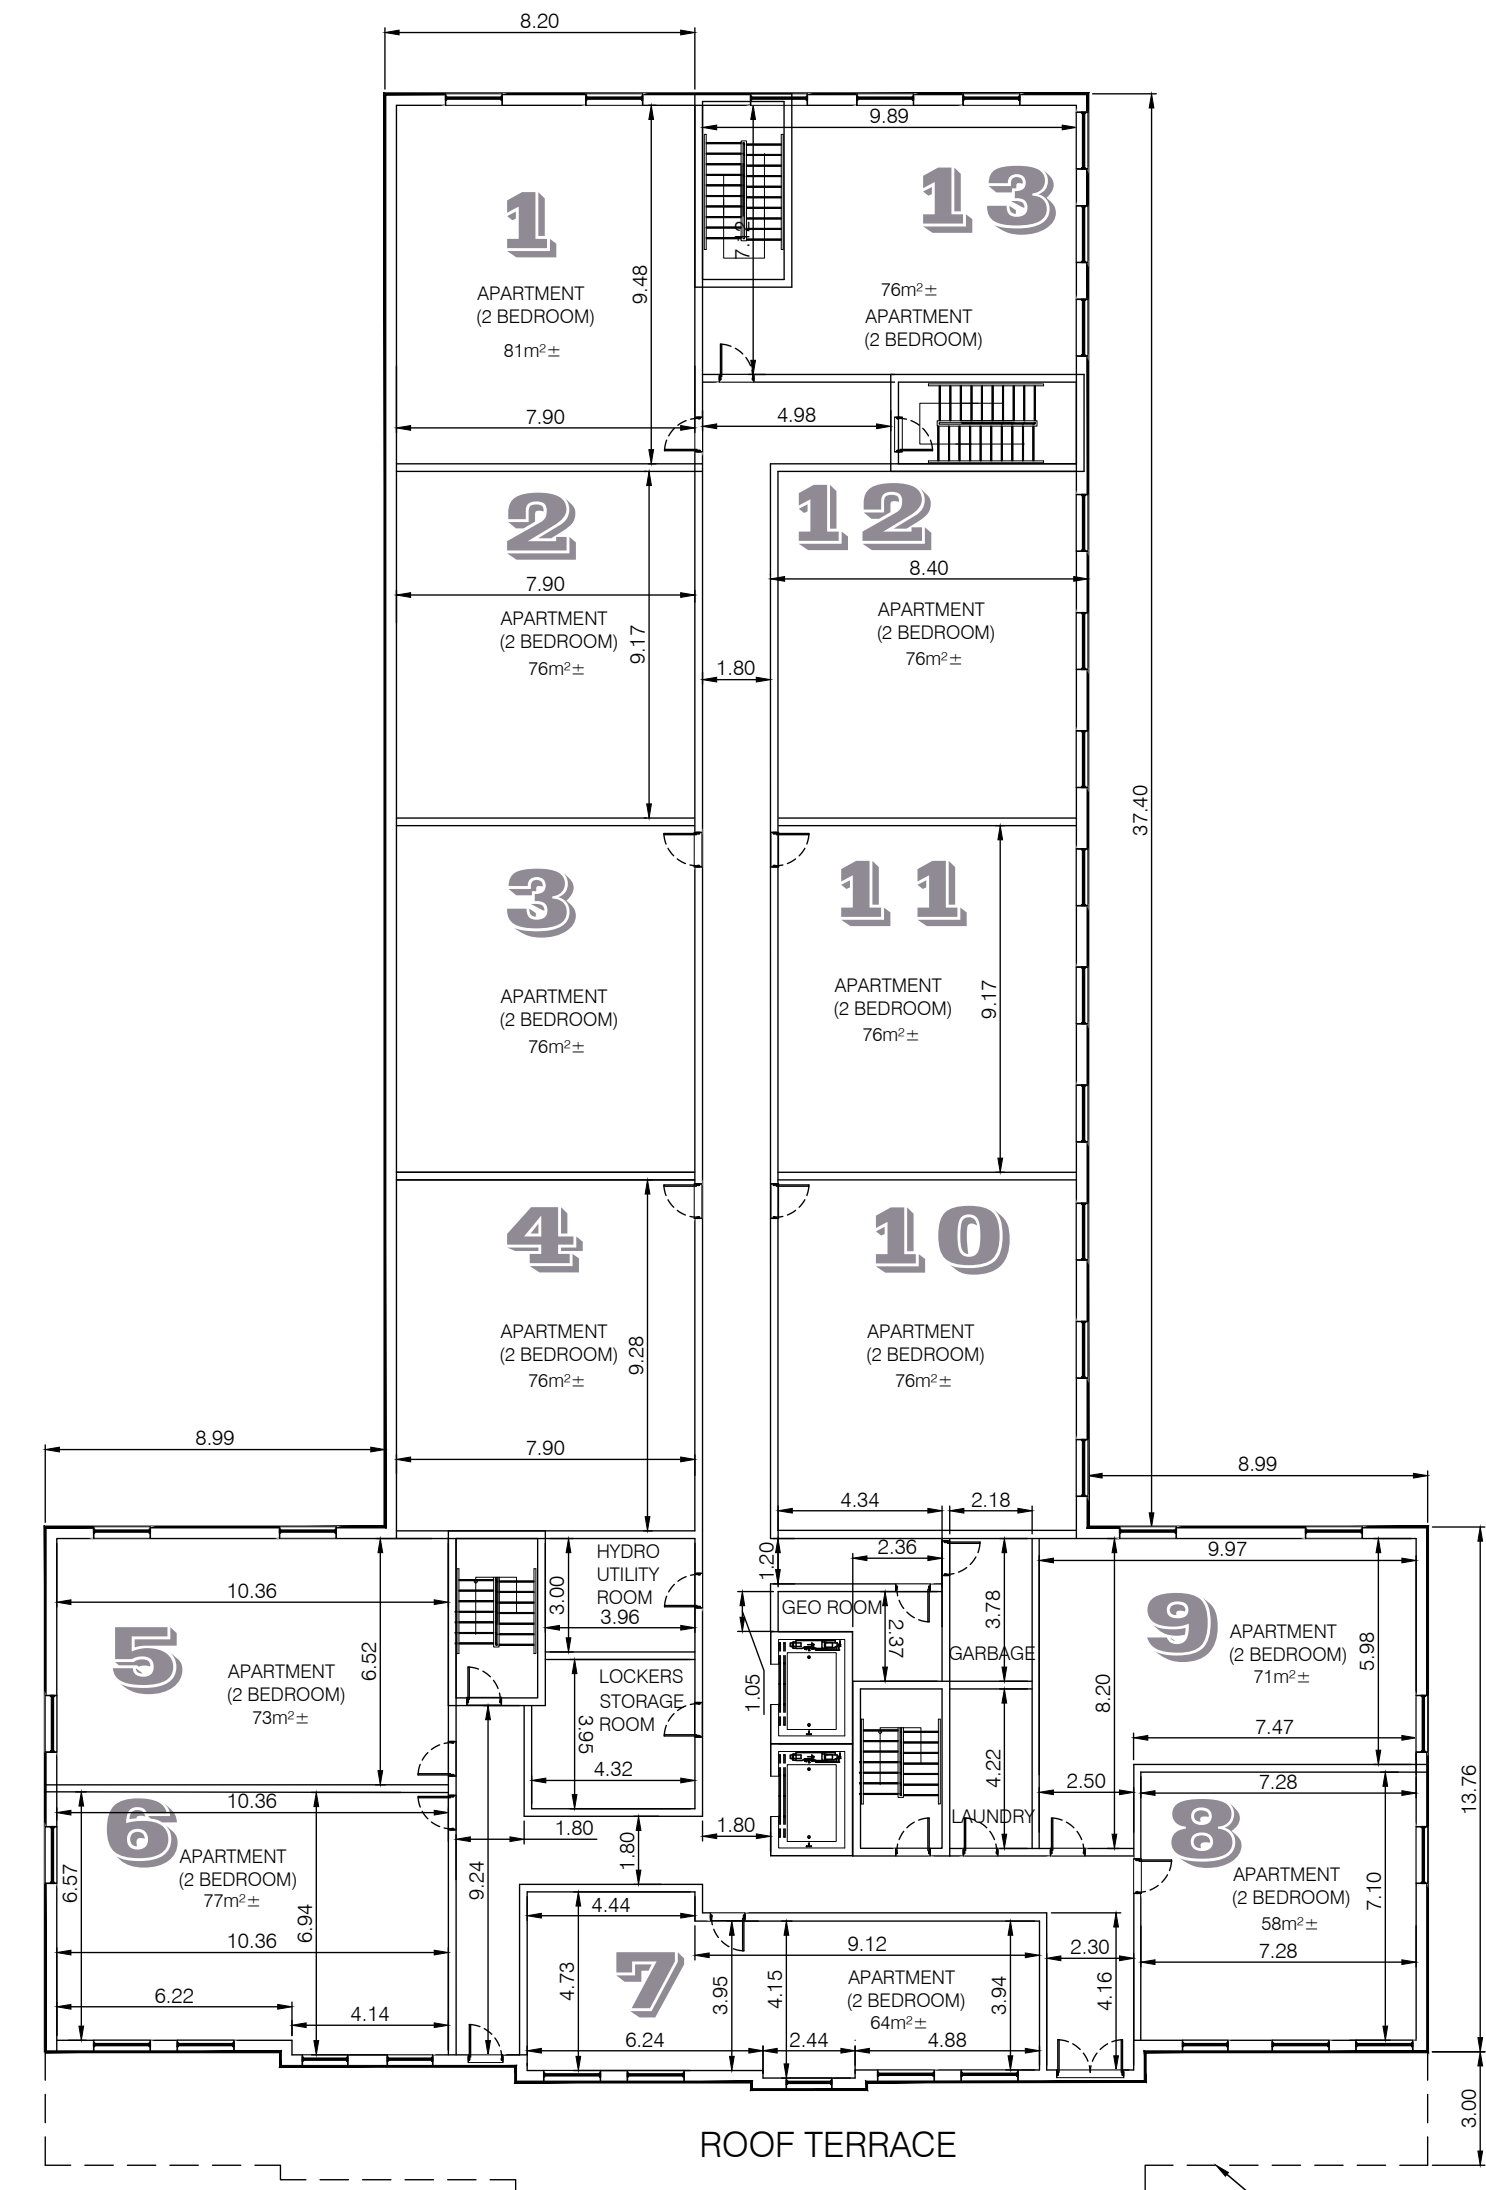 8.20
9.89
1
13
7.12
9.48
APARTMENT
(2 BEDROOM)
81m²±
76m²±
APARTMENT
(2 BEDROOM)
7.90
4.98
2
12
7.90
8.40
APARTMENT
(2 BEDROOM)
76m²±
9.17
APARTMENT
(2 BEDROOM)
76m²±
1.80
37.40
3
11
APARTMENT
(2 BEDROOM)
76m²±
APARTMENT
(2 BEDROOM)
76m²±
9.17
4
10
APARTMENT
(2 BEDROOM)
76m²±
9.28
APARTMENT
(2 BEDROOM)
76m²±
8.99
7.90
8.99
4.34
2.18
10.36
5
APARTMENT
(2 BEDROOM)
73m²±
6.52
HYDRO
UTILITY
ROOM
3.00
3.96
LOCKERS
STORAGE
ROOM
3.95
4.32
1.20
2.36
GEO ROOM
2.37
1.05
3.78
GARBAGE
4.22
LAUNDRY
9.97
9
APARTMENT
(2 BEDROOM)
71m²±
5.98
8.20
7.47
2.50
13.76
10.36
6
APARTMENT
(2 BEDROOM)
77m²±
6.57
6.94
10.36
6.22
4.14
9.24
1.80
1.80
1.80
7.28
8
APARTMENT
(2 BEDROOM)
58m²±
7.10
7.28
4.44
4.73
7
3.95
4.15
9.12
APARTMENT
(2 BEDROOM)
64m²±
3.94
6.24
2.44
4.88
2.30
4.16
3.00
ROOF TERRACE